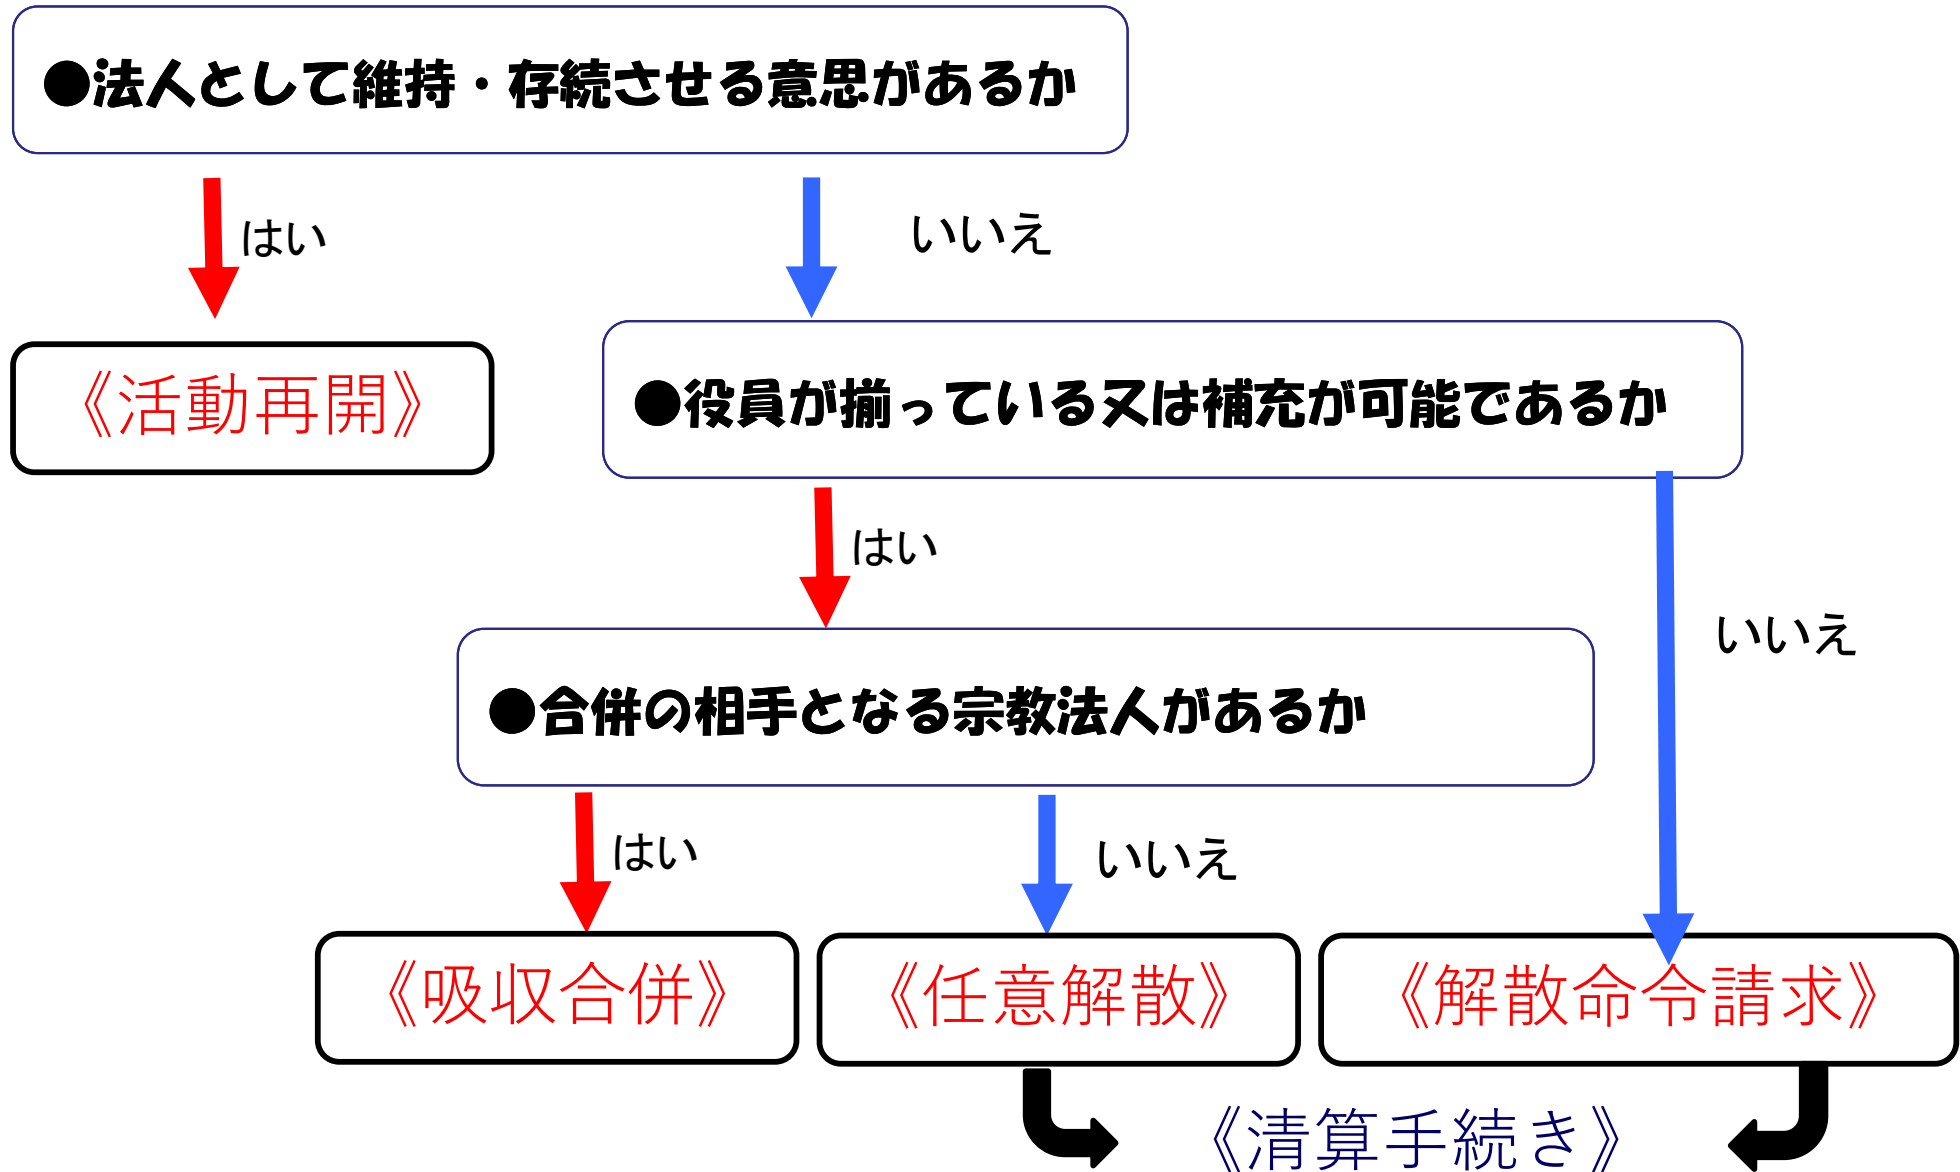 ●法人として維持・存続させる意思があるか
はい
いいえ
《活動再開》
●役員が揃っている又は補充が可能であるか
はい
いいえ
●合併の相手となる宗教法人があるか
はい
いいえ
《吸収合併》
《任意解散》
《解散命令請求》
《清算手続き》